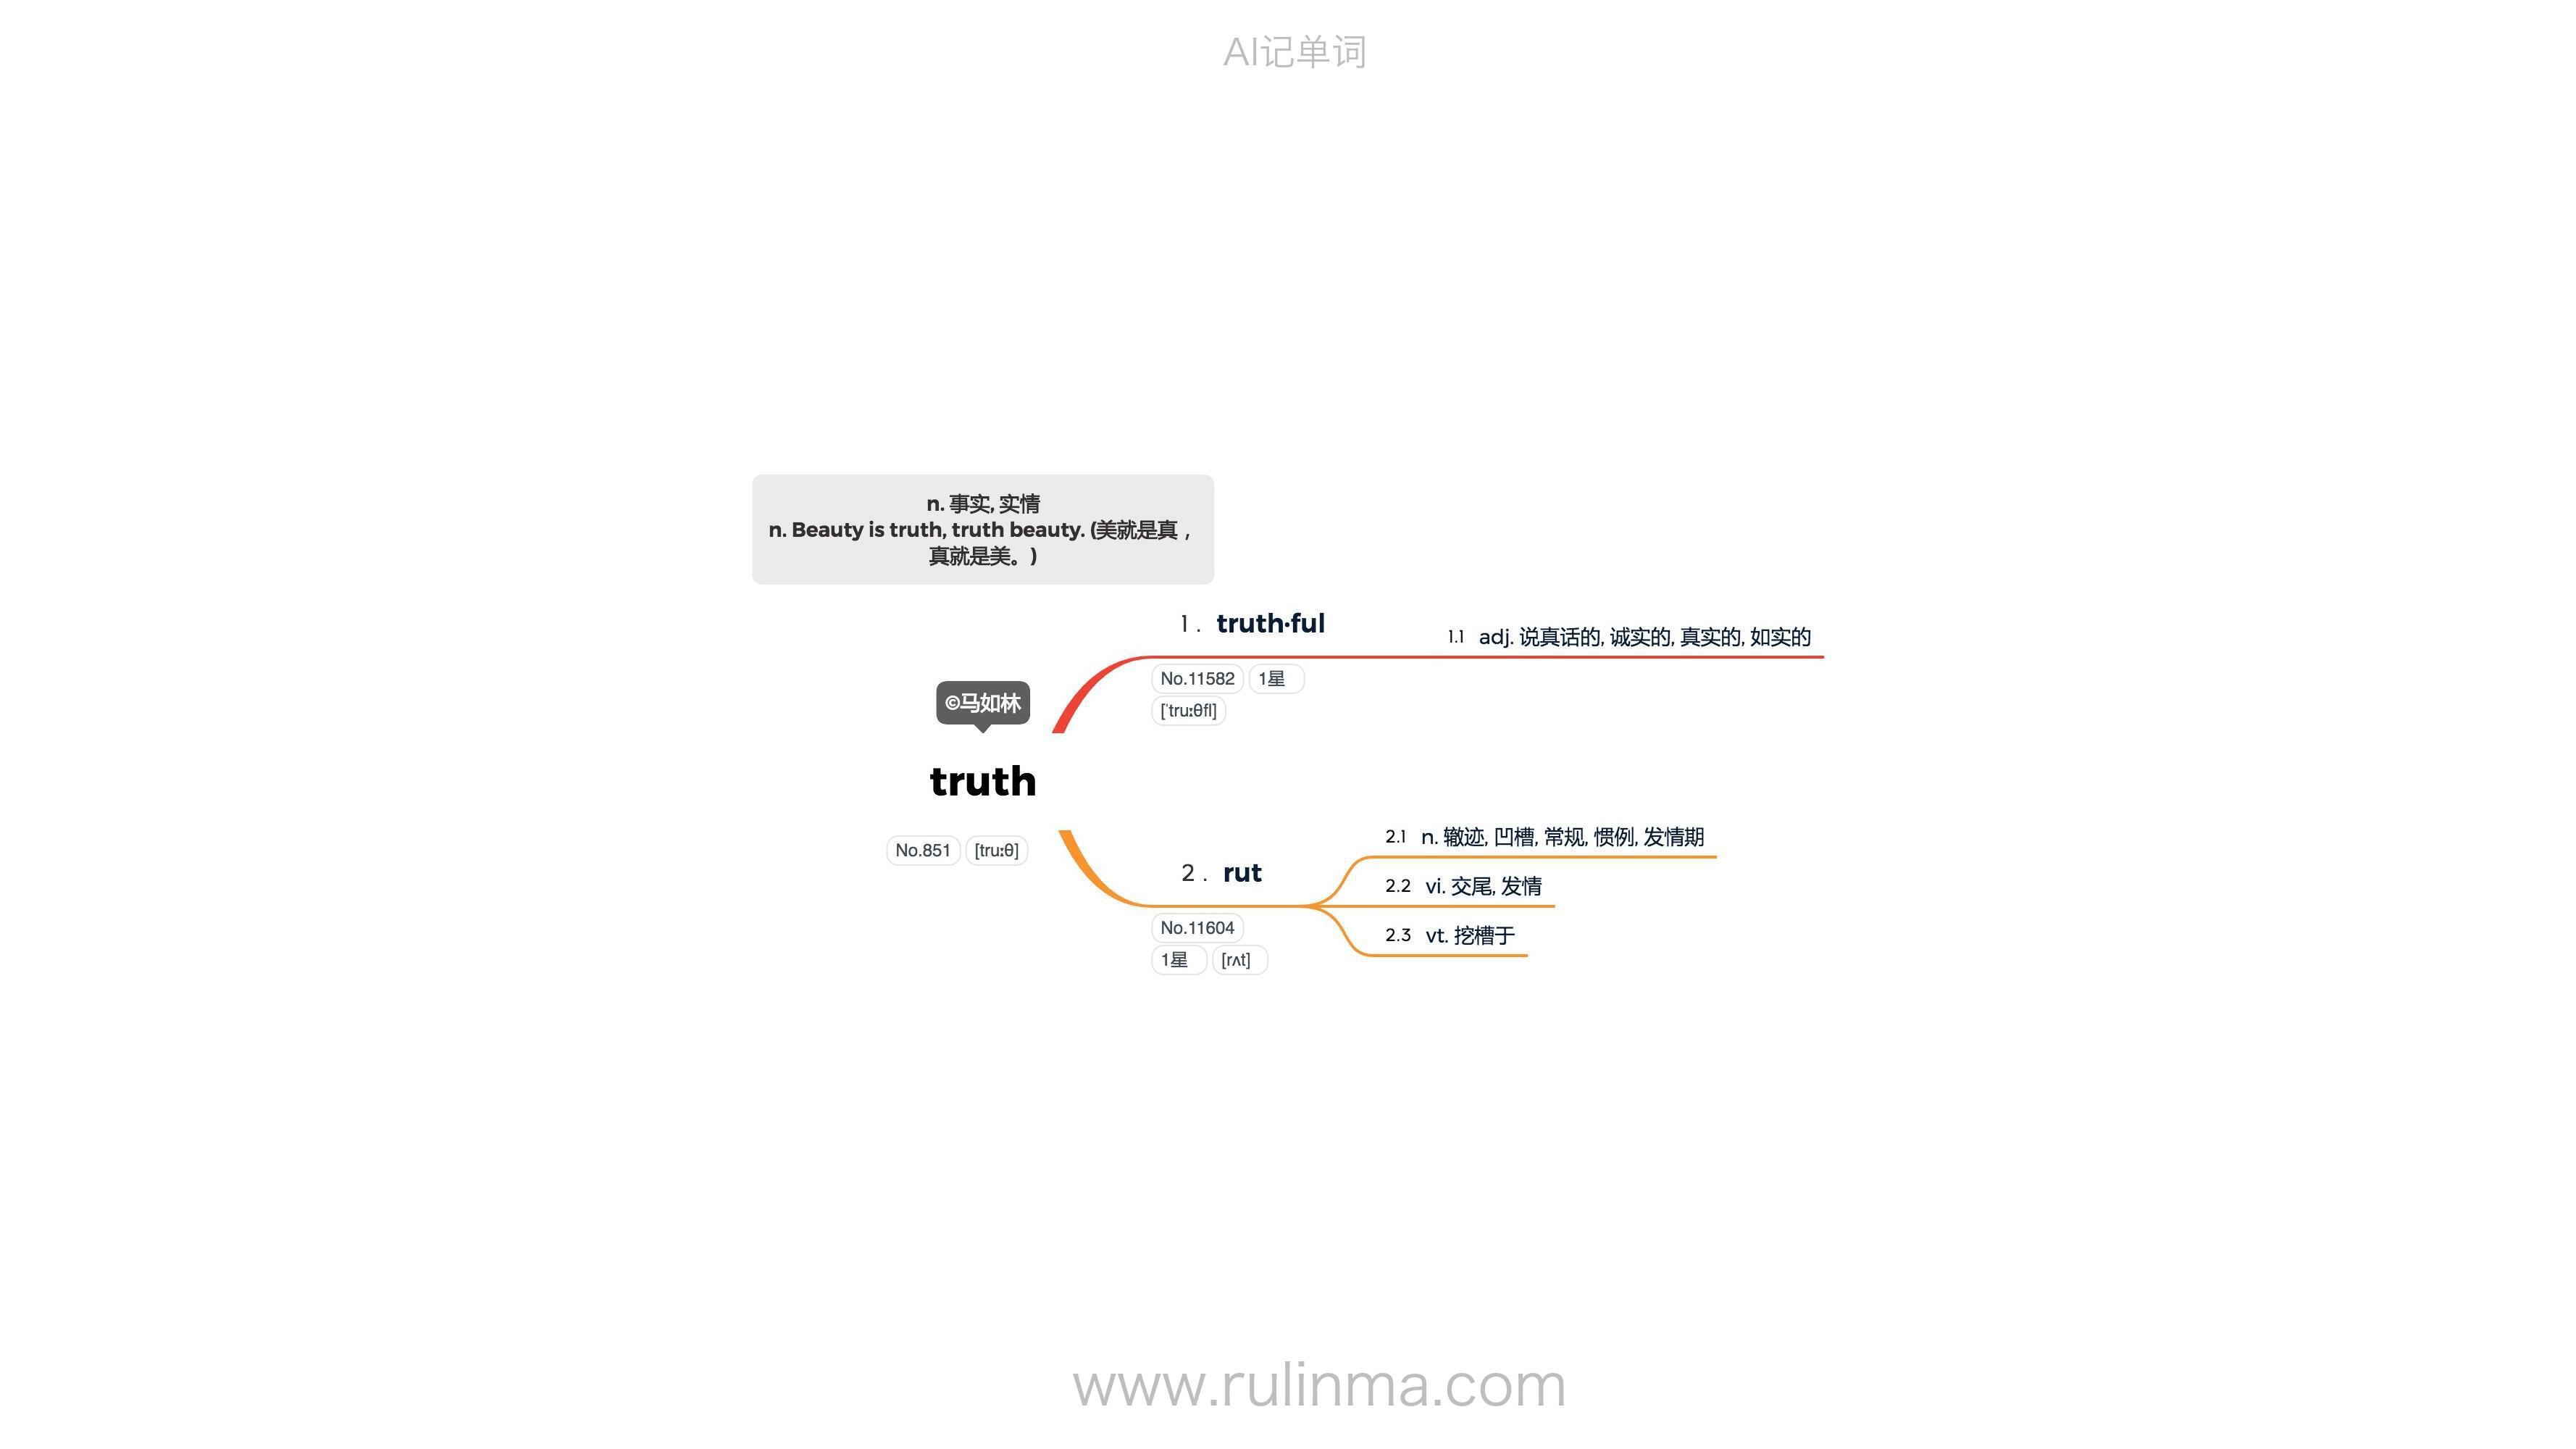 AI记单词
n. 事实, 实情
n. Beauty is truth, truth beauty. (美就是真，
真就是美。)
1 . truth·ful
1.1 adj. 说真话的, 诚实的, 真实的, 如实的
No.11582 1星
[ˈtruːθfl]
©马如林
truth
No.851 [truːθ]
2 . rut
2.1 n. 辙迹, 凹槽, 常规, 惯例, 发情期
2.2 vi. 交尾, 发情
2.3 vt. 挖槽于
No.11604
1星 [rʌt]
www.rulinma.com